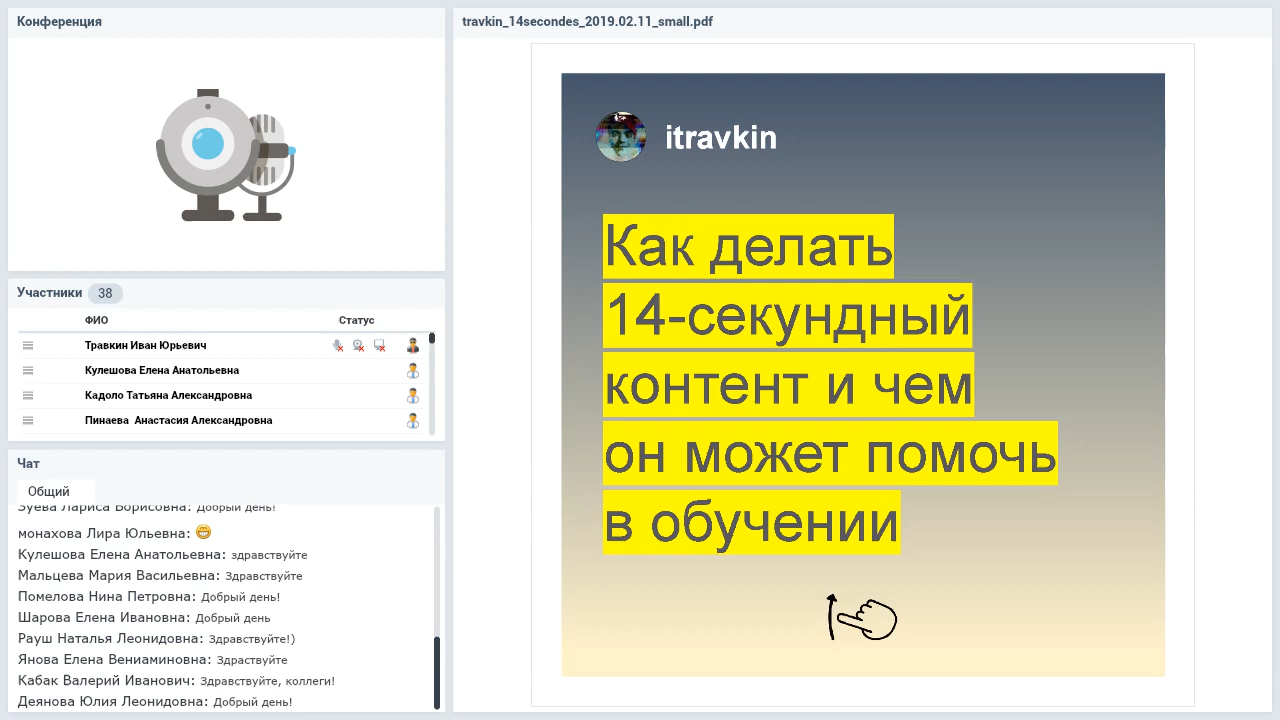 Конференция
Участники 38
ФИО Статус
Травкин Иван Юрьевич
Кулешова Елена Анатольевна
Кадоло Татьяна Александровна
Пинаева Анастасия Александровна
Чат
Общий
Зуева Лариса Борисовна: Добрый день!
монахова Лира Юльевна:
Кулешова Елена Анатольевна: здравствуйте
Мальцева Мария Васильевна: Здравствуйте
Помелова Нина Петровна: Добрый день!
Шарова Елена Ивановна: Добрый день
Рауш Наталья Леонидовна: Здравствуйте!)
Янова Елена Вениаминовна: Здраствуйте
Кабак Валерий Иванович: Здравствуйте, коллеги!
Деянова Юлия Леонидовна: Добрый день!
travkin_14secondes_2019.02.11_small.pdf
itravkin
Как делать
14-секундный
контент и чем
он может помочь
в обучении